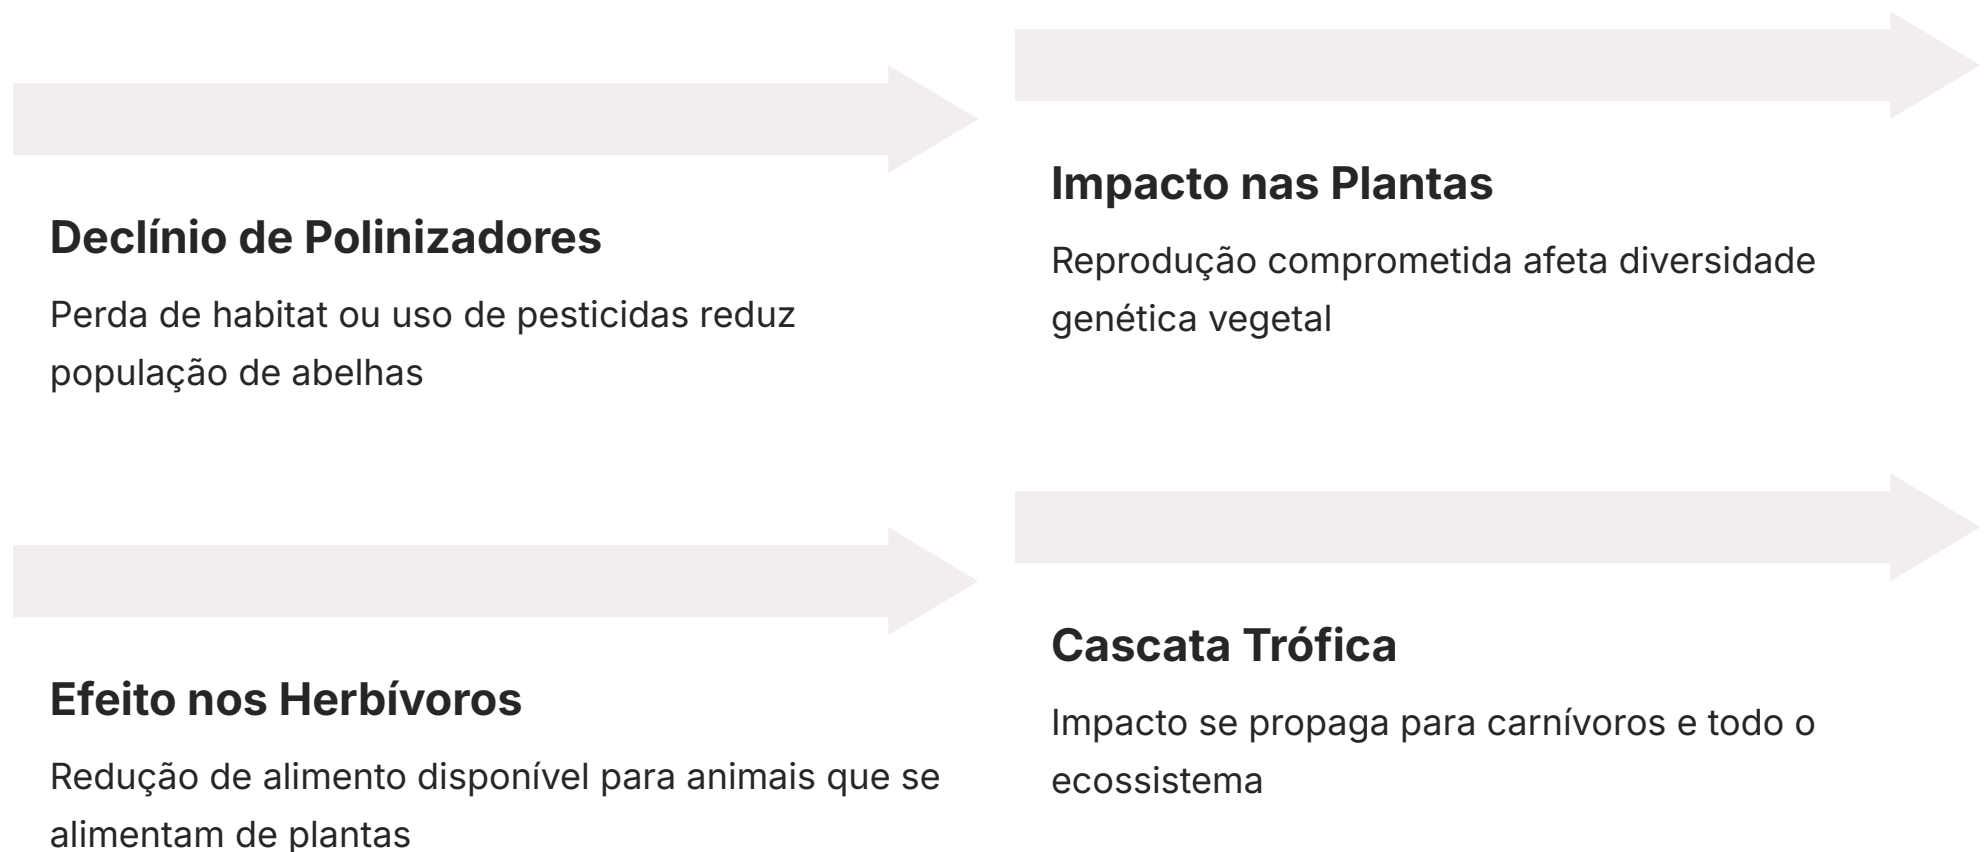 Declínio de Polinizadores
Perda de habitat ou uso de pesticidas reduz
população de abelhas
Impacto nas Plantas
Reprodução comprometida afeta diversidade
genética vegetal
Efeito nos Herbívoros
Redução de alimento disponível para animais que se
alimentam de plantas
Cascata Trófica
Impacto se propaga para carnívoros e todo o
ecossistema